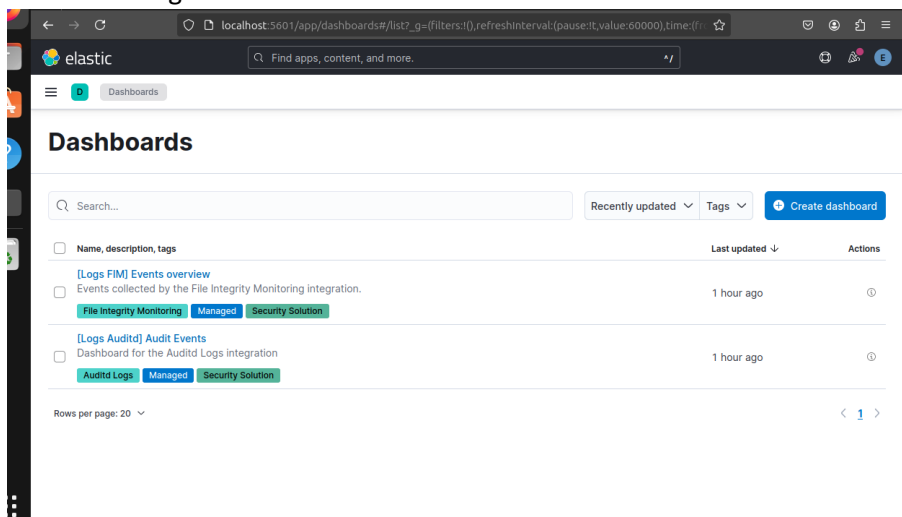 localhost:5601/app/dashboards#/list?_g=(filters:!(),refreshInterval:(pause:!t,value:60000),time:(fr
elastic
Find apps, content, and more.
^/
E
D
Dashboards
Dashboards
Search...
Recently updated
Tags
Create dashboard
Name, description, tags
Last updated
Actions
[Logs FIM] Events overview
Events collected by the File Integrity Monitoring integration.
1 hour ago
File Integrity Monitoring Managed Security Solution
[Logs Auditd] Audit Events
Dashboard for the Auditd Logs integration
1 hour ago
Auditd Logs Managed Security Solution
Rows per page: 20
1